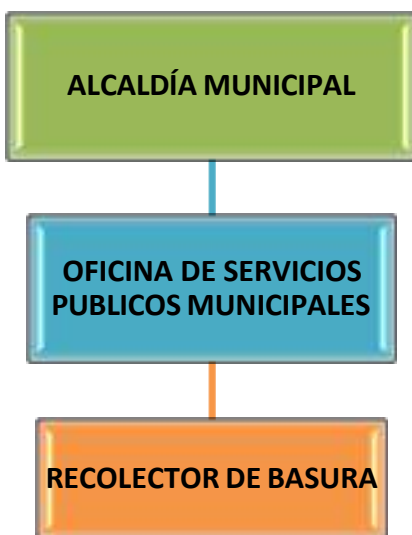 ALCALDÍA MUNICIPAL
OFICINA DE SERVICIOS
PUBLICOS MUNICIPALES
RECOLECTOR DE BASURA